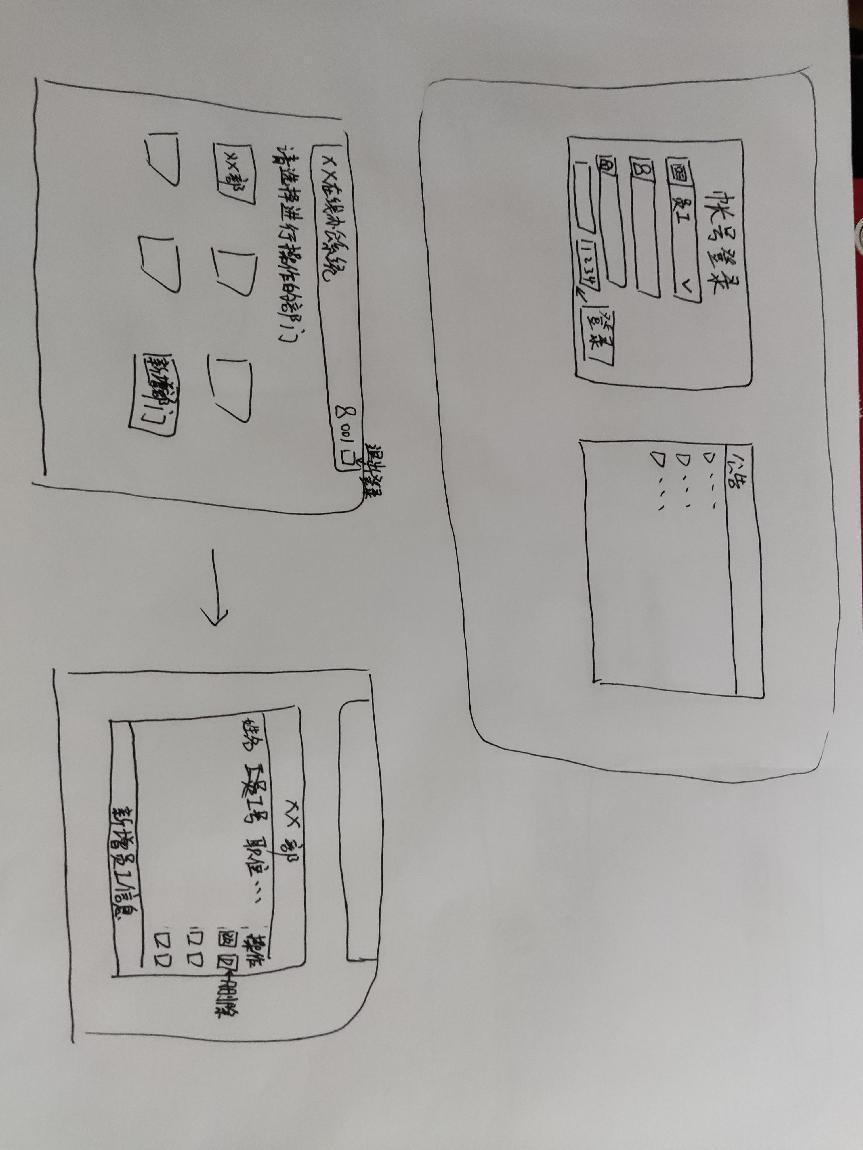 帐号登录
员工
1234
登录
公告
XX在线办公系统
001
退出登录
请选择进行操作的部门
XX部
新增部门
XX部
姓名 工号 职位 ... 操作
删除
新增员工信息